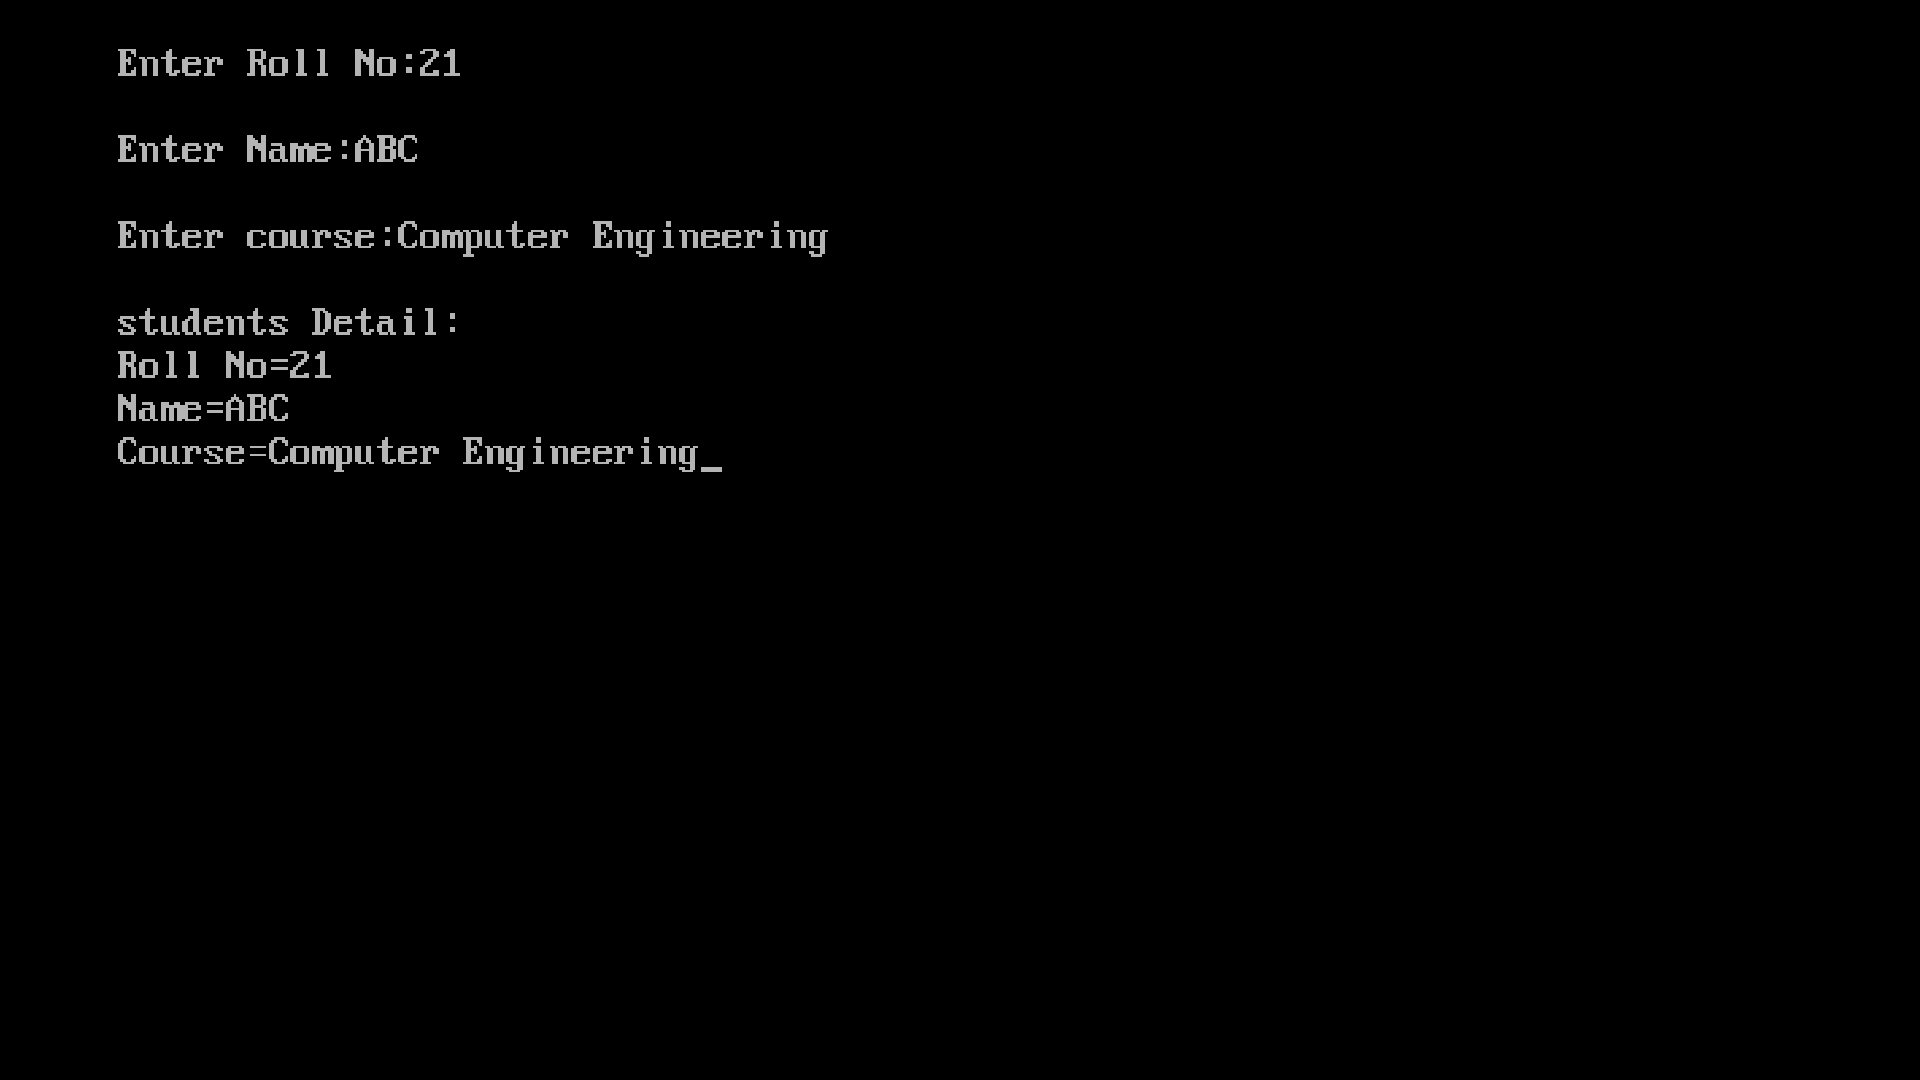 Enter Roll No:21
Enter Name:ABC
Enter course:Computer Engineering
students Detail:
Roll No=21
Name=ABC
Course=Computer Engineering_